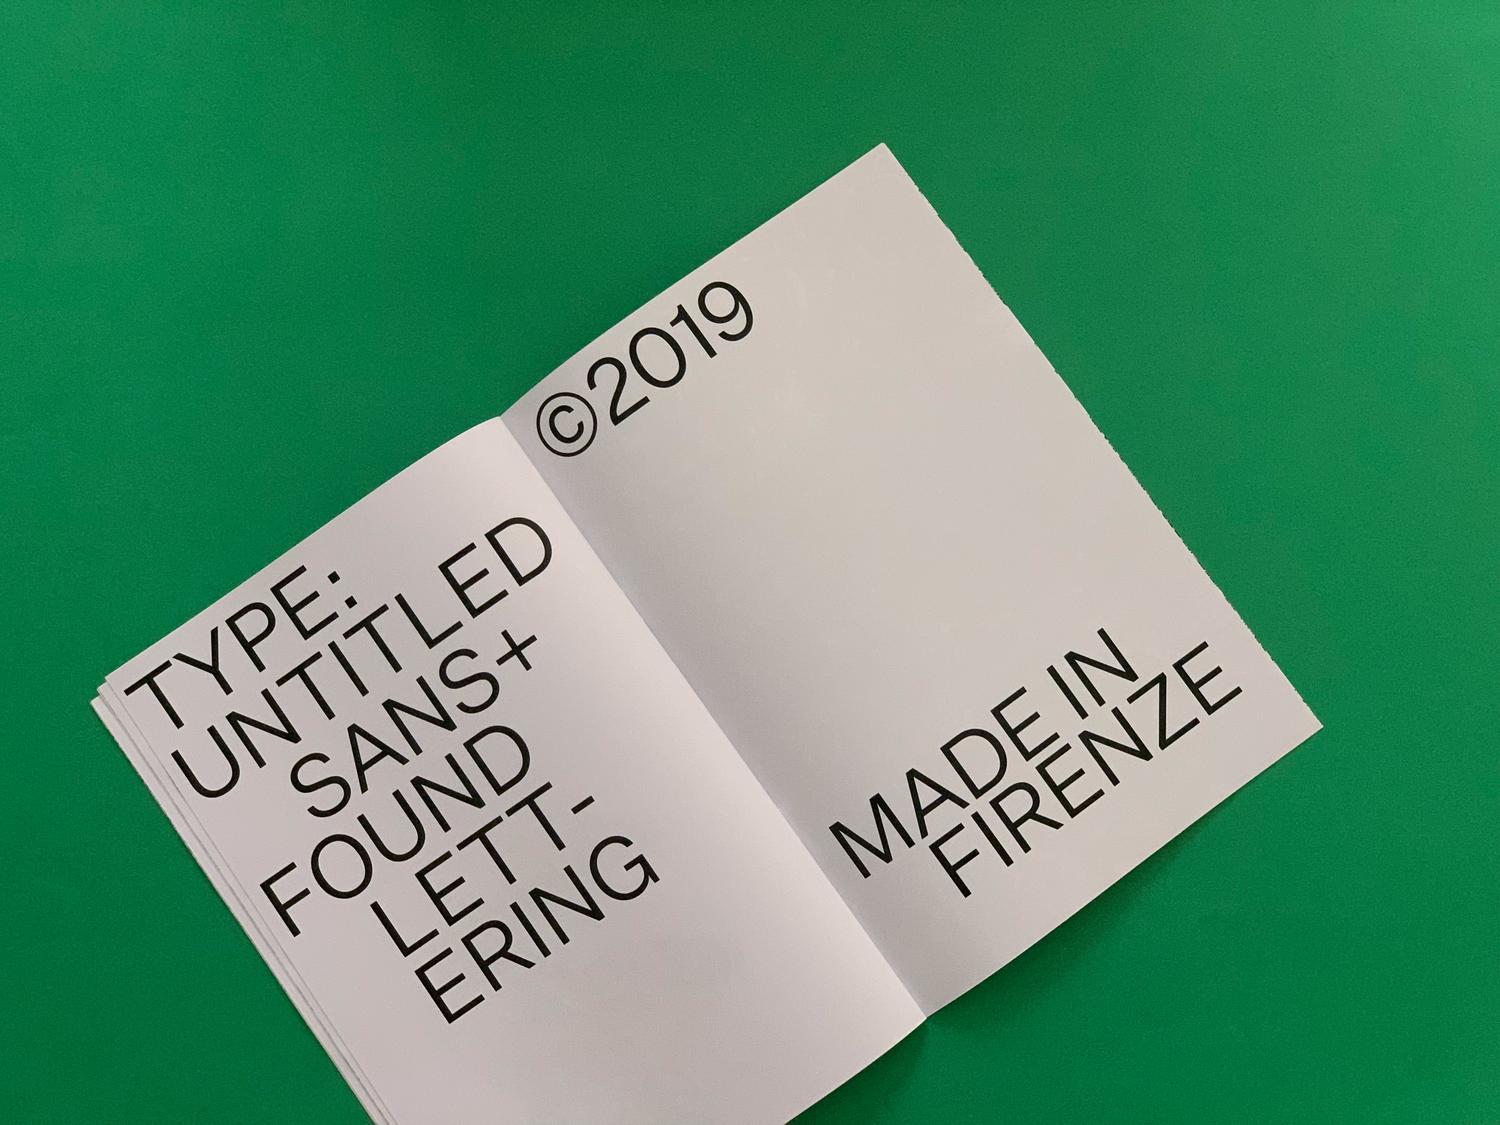 TYPE:
UNTITLED
SANS+
FOUND
LETT-
ERING
©2019
MADE IN
FIRENZE